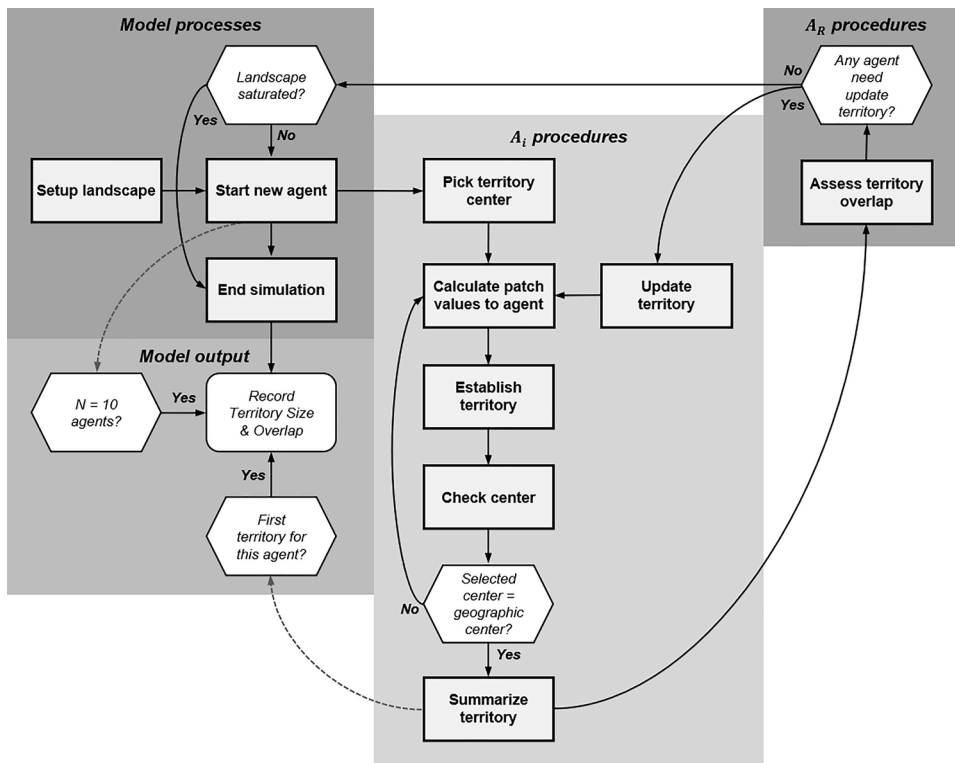 Model processes
Landscape
saturated?
Yes
No
Setup landscape
Start new agent
End simulation
Model output
N = 10
agents?
Yes
Record
Territory Size
& Overlap
Yes
First
territory for
this agent?
A_i procedures
Pick territory
center
Calculate patch
values to agent
Update
territory
Establish
territory
Check center
Selected
center =
geographic
center?
No
Yes
Summarize
territory
A_R procedures
Any agent
need
update
territory?
No
Yes
Assess territory
overlap